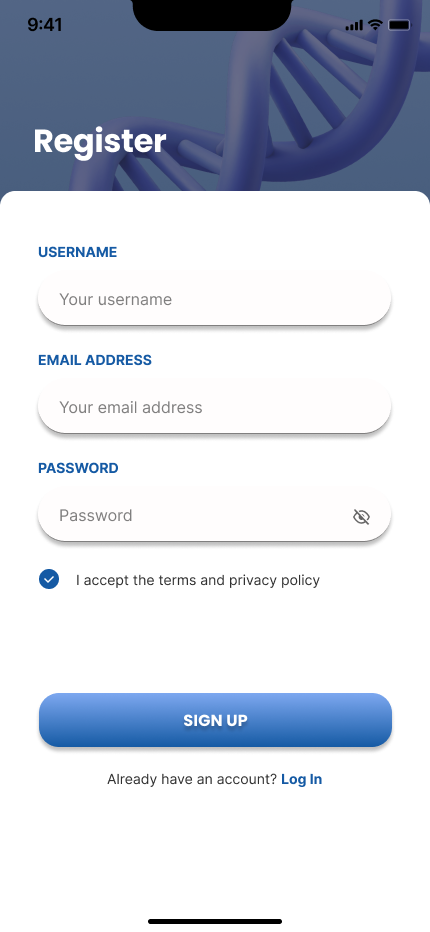 9:41
Register
USERNAME
Your username
EMAIL ADDRESS
Your email address
PASSWORD
Password
I accept the terms and privacy policy
SIGN UP
Already have an account? Log In